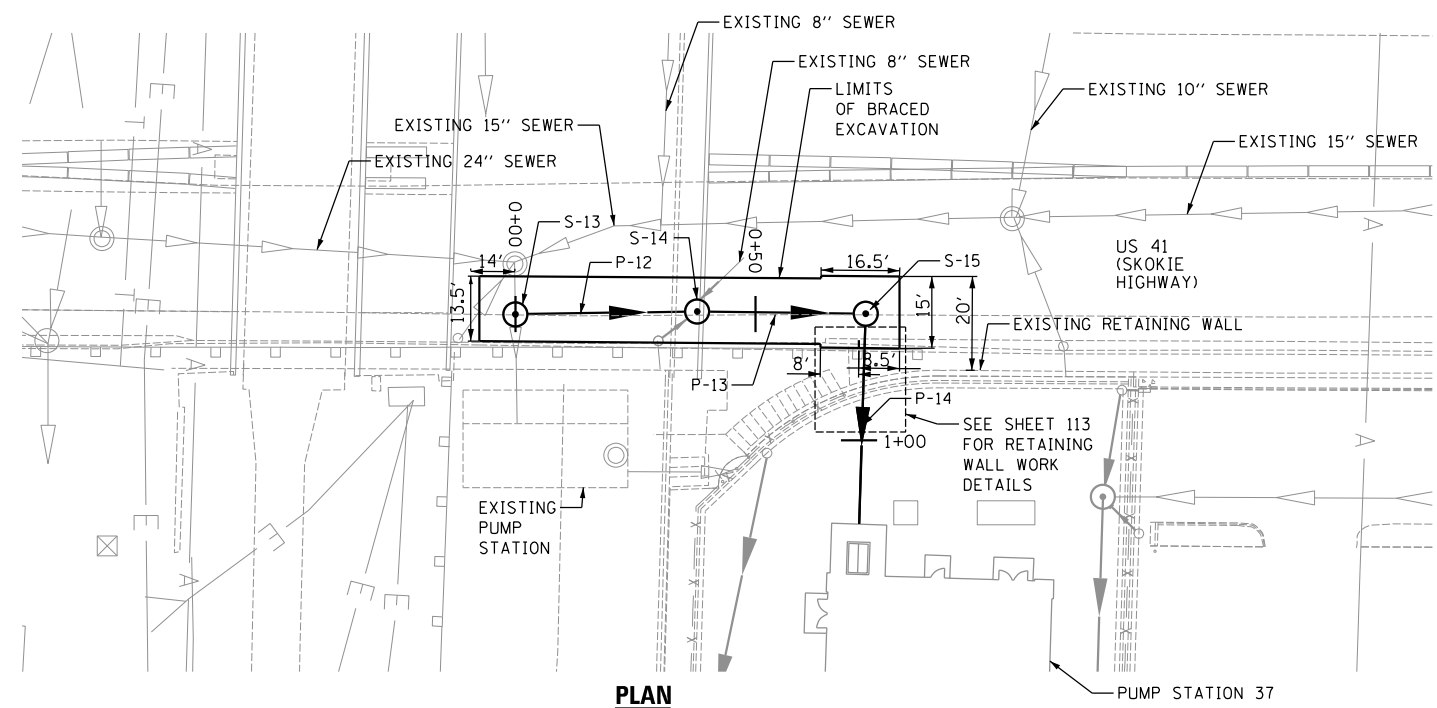 EXISTING 8'' SEWER
EXISTING 8'' SEWER
LIMITS
OF BRACED
EXCAVATION
EXISTING 10'' SEWER
EXISTING 15'' SEWER
EXISTING 15'' SEWER
EXISTING 24'' SEWER
0+00
S-13
S-14
0+50
14'
P-12
16.5'
S-15
US 41
(SKOKIE
HIGHWAY)
13.5'
15'
20'
EXISTING RETAINING WALL
8'
8.5'
P-13
P-14
1+00
SEE SHEET 113
FOR RETAINING
WALL WORK
DETAILS
EXISTING
PUMP
STATION
PUMP STATION 37
PLAN
A
A
A
A
A
E
E
E
E
E
E
T
T
X
X
X
X
X
X